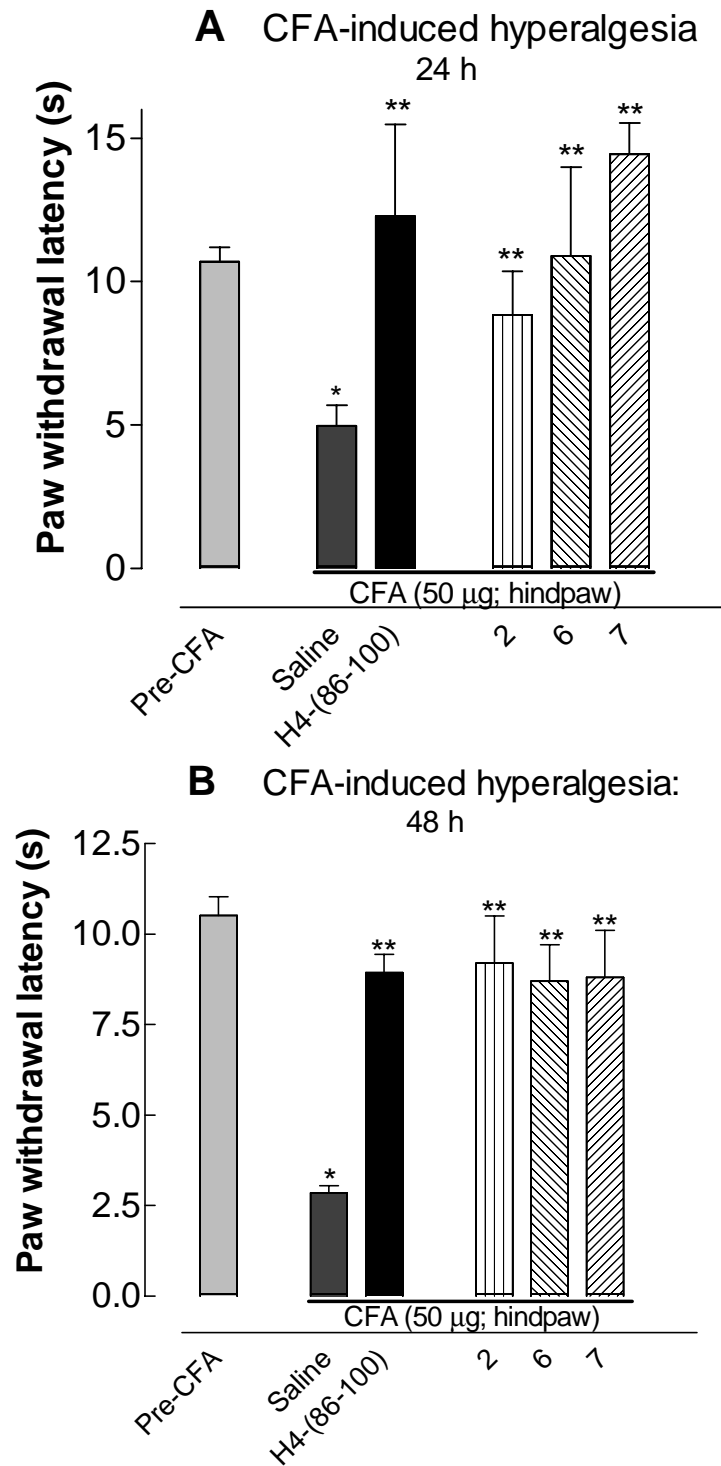 A CFA-induced hyperalgesia
24 h
Paw withdrawal latency (s)
15
10
5
0
**
*
**
**
**
CFA (50 μg; hindpaw)
Pre-CFA
Saline
H4-(86-100)
2
6
7
B CFA-induced hyperalgesia:
48 h
Paw withdrawal latency (s)
12.5
10.0
7.5
5.0
2.5
0.0
*
**
**
**
**
CFA (50 μg; hindpaw)
Pre-CFA
Saline
H4-(86-100)
2
6
7